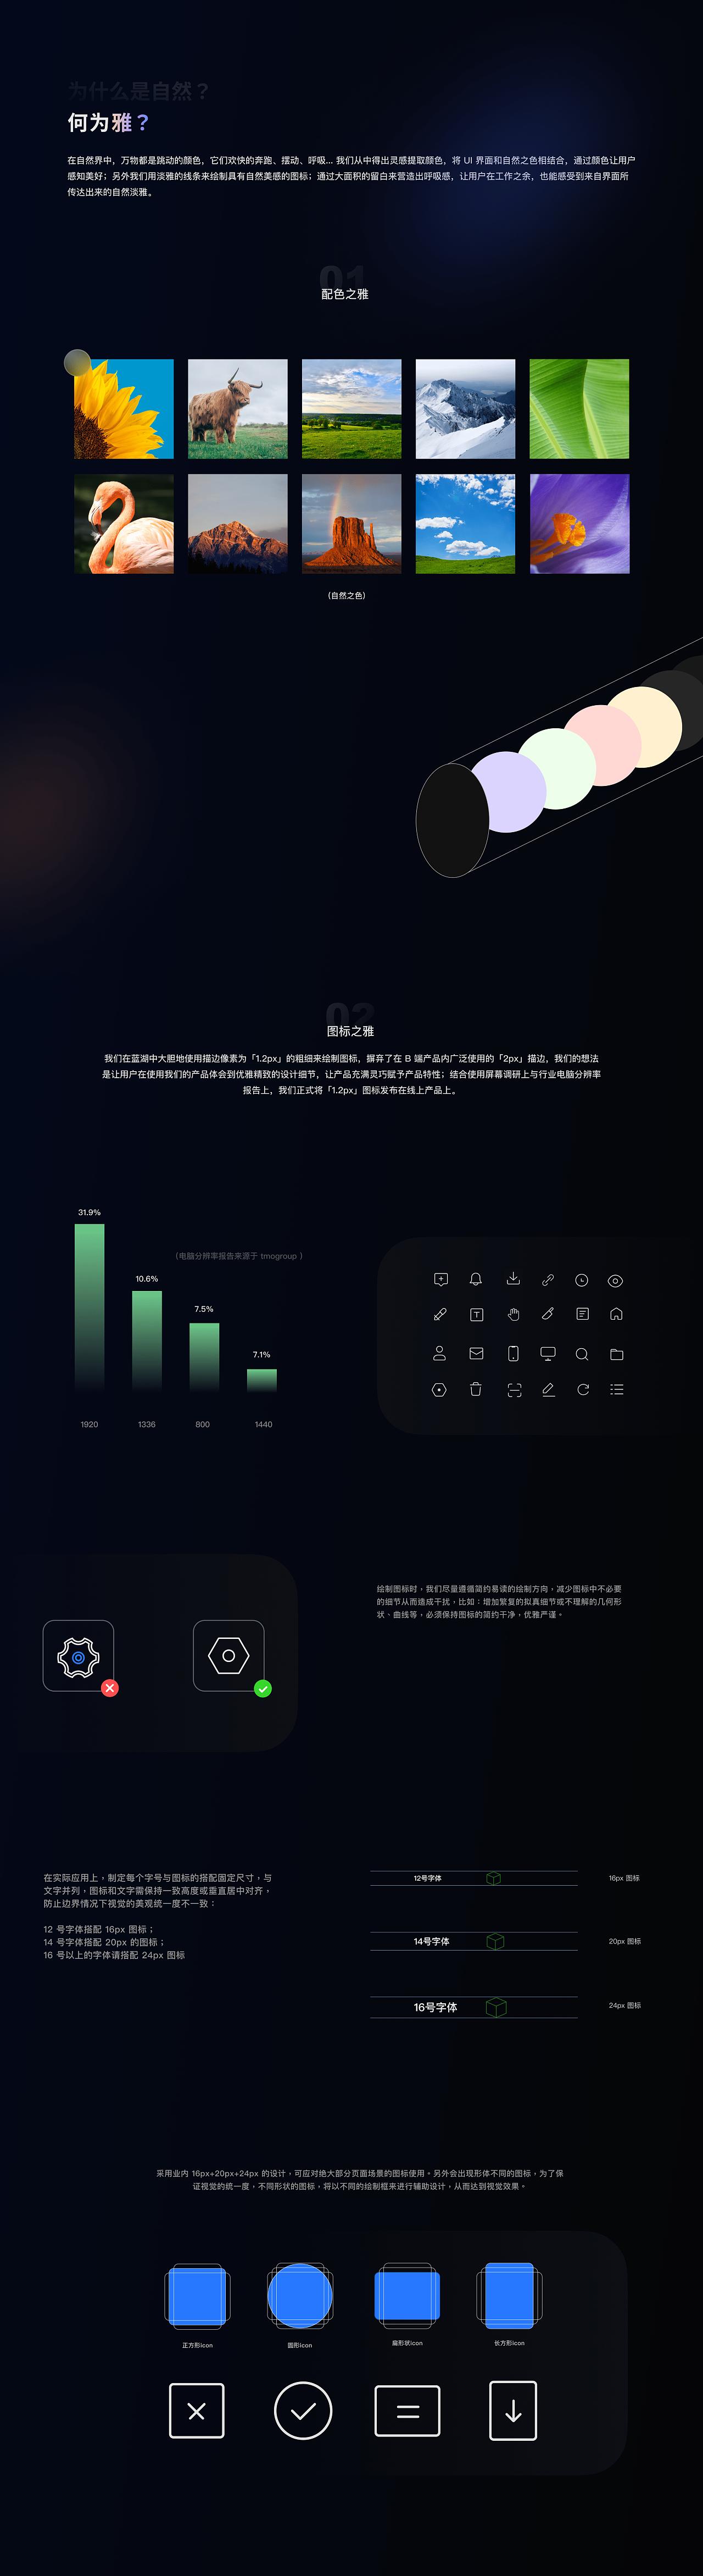 为什么是自然？
何为雅？
在自然界中，万物都是跳动的颜色，它们欢快的奔跑、摆动、呼吸... 我们从中得出灵感提取颜色，将 UI 界面和自然之色相结合，通过颜色让用户
感知美好；另外我们用淡雅的线条来绘制具有自然美感的图标；通过大面积的留白来营造出呼吸感，让用户在工作之余，也能感受到来自界面所
传达出来的自然淡雅。
01
配色之雅
(自然之色)
02
图标之雅
我们在蓝湖中大胆地使用描边像素为「1.2px」的粗细来绘制图标，摒弃了在 B 端产品内广泛使用的「2px」描边，我们的想法
是让用户在使用我们的产品体会到优雅精致的设计细节，让产品充满灵巧赋予产品特性；结合使用屏幕调研上与行业电脑分辨率
报告上，我们正式将「1.2px」图标发布在线上产品上。
31.9%
（电脑分辨率报告来源于 tmogroup ）
10.6%
7.5%
7.1%
1920
1336
800
1440
绘制图标时，我们尽量遵循简约易读的绘制方向，减少图标中不必要
的细节从而造成干扰，比如：增加繁复的拟真细节或不理解的几何形
状、曲线等，必须保持图标的简约干净，优雅严谨。
在实际应用上，制定每个字号与图标的搭配固定尺寸，与
文字并列，图标和文字需保持一致高度或垂直居中对齐，
防止边界情况下视觉的美观统一度不一致：
12 号字体搭配 16px 图标；
14 号字体搭配 20px 的图标；
16 号以上的字体请搭配 24px 图标
12号字体
16px 图标
14号字体
20px 图标
16号字体
24px 图标
采用业内 16px+20px+24px 的设计，可应对绝大部分页面场景的图标使用。另外会出现形体不同的图标，为了保
证视觉的统一度，不同形状的图标，将以不同的绘制框来进行辅助设计，从而达到视觉效果。
正方形icon
圆形icon
扁形状icon
长方形icon